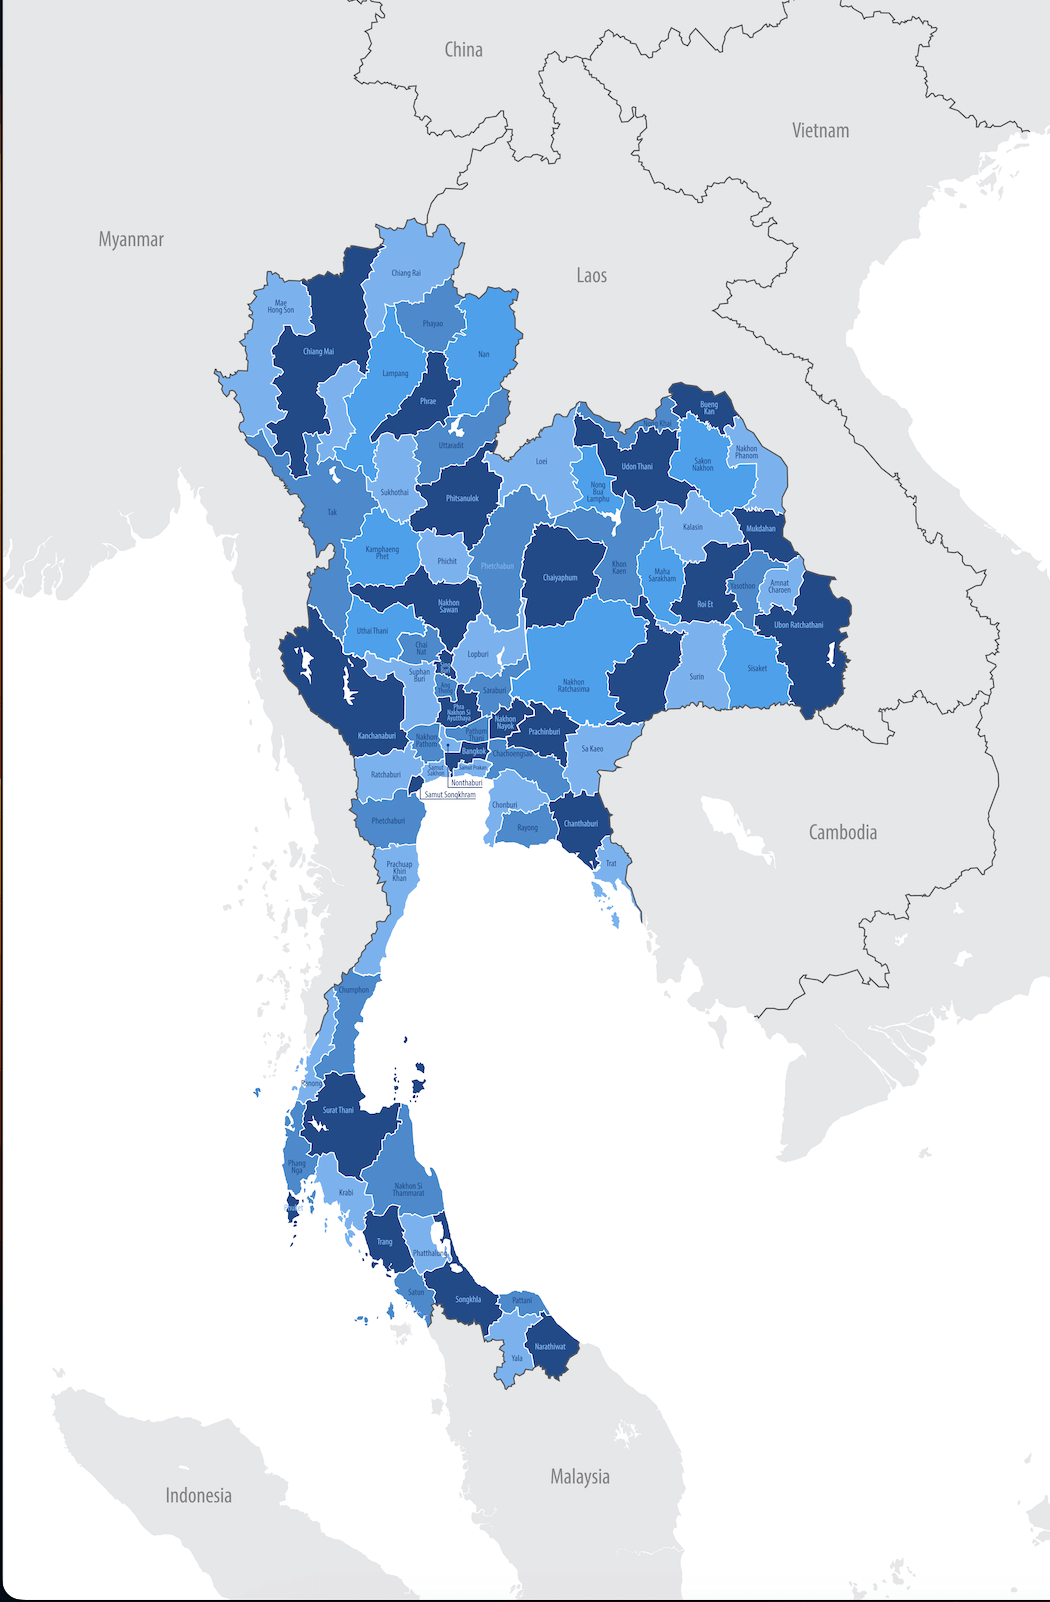 China
Vietnam
Myanmar
Laos
Chiang Rai
Mae
Hong Son
Phayao
Chiang Mai
Nan
Lampang
Phrae
Bueng
Kan
Uttaradit
Nakhon
Phanom
Loei
Udon Thani
Sakon
Nakhon
Sukhothai
Phitsanulok
Nong
Bua
Lamphu
Tak
Kalasin
Mukdahan
Kamphaeng
Phet
Phichit
Phetchabun
Chaiyaphum
Khon
Kaen
Maha
Sarakham
Yasothon
Amnat
Charoen
Nakhon
Sawan
Roi Et
Ubon Ratchathani
Uthai Thani
Chai
Nat
Lopburi
Suphan
Buri
Surin
Sisaket
Nakhon
Ratchasima
Ang
Thong
Saraburi
Phra
Nakhon Si
Ayutthaya
Nakhon
Nayok
Kanchanaburi
Nakhon
Pathom
Pathum
Thani
Prachinburi
Sa Kaeo
Bangkok
Chachoengsao
Ratchaburi
Samut
Sakhon
Samut Prakan
Nonthaburi
Samut Songkhram
Chonburi
Phetchaburi
Rayong
Chanthaburi
Cambodia
Prachuap
Khiri
Khan
Trat
Chumphon
Ranong
Surat Thani
Phang
Nga
Krabi
Nakhon Si
Thammarat
Phuket
Trang
Phatthalung
Satun
Songkhla
Pattani
Narathiwat
Yala
Malaysia
Indonesia